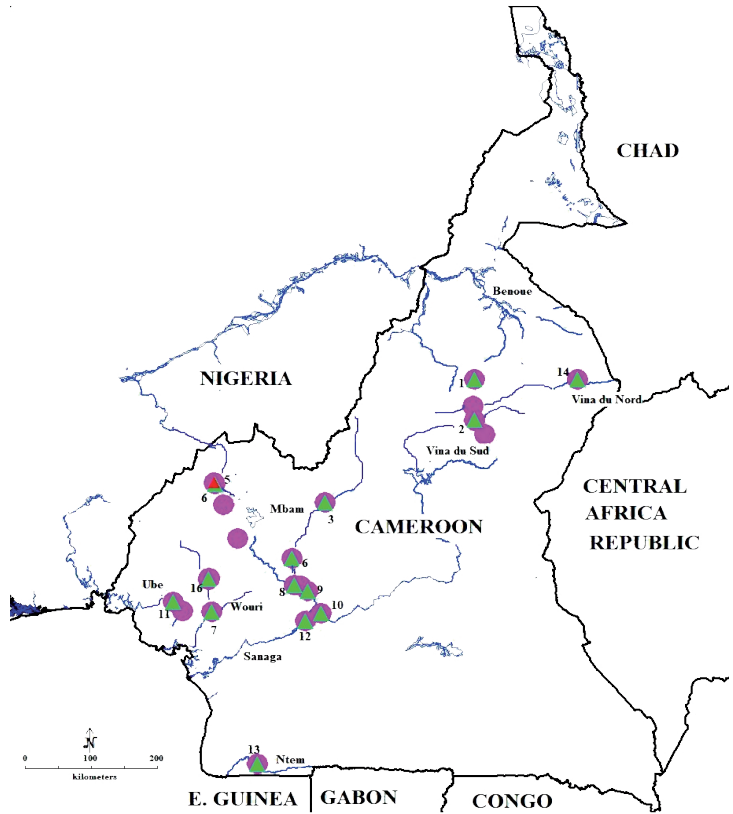 CHAD
Benoue
NIGERIA
1
14
Vina du Nord
2
Vina du Sud
5
6
Mbam
3
CAMEROON
CENTRAL
AFRICA
REPUBLIC
6
Ube
16
8
9
11
Wouri
7
10
12
Sanaga
N
0 100 200
kilometers
13
Ntem
E. GUINEA
GABON
CONGO